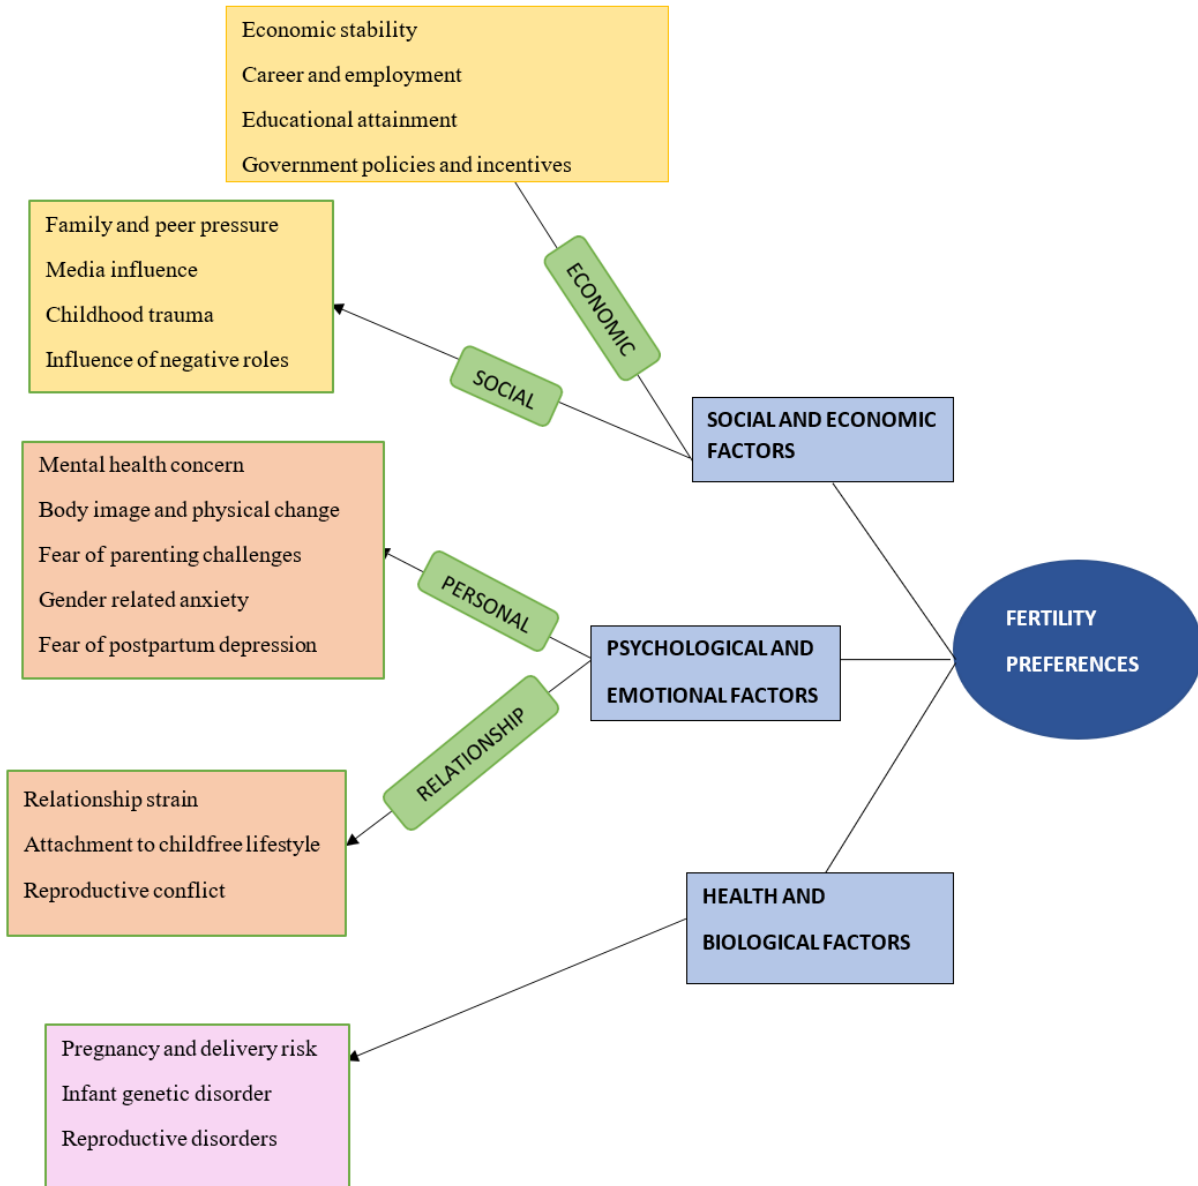 Economic stability
Career and employment
Educational attainment
Government policies and incentives
Family and peer pressure
Media influence
Childhood trauma
Influence of negative roles
ECONOMIC
SOCIAL
SOCIAL AND ECONOMIC
FACTORS
Mental health concern
Body image and physical change
Fear of parenting challenges
Gender related anxiety
Fear of postpartum depression
PERSONAL
RELATIONSHIP
PSYCHOLOGICAL AND
EMOTIONAL FACTORS
FERTILITY
PREFERENCES
Relationship strain
Attachment to childfree lifestyle
Reproductive conflict
HEALTH AND
BIOLOGICAL FACTORS
Pregnancy and delivery risk
Infant genetic disorder
Reproductive disorders